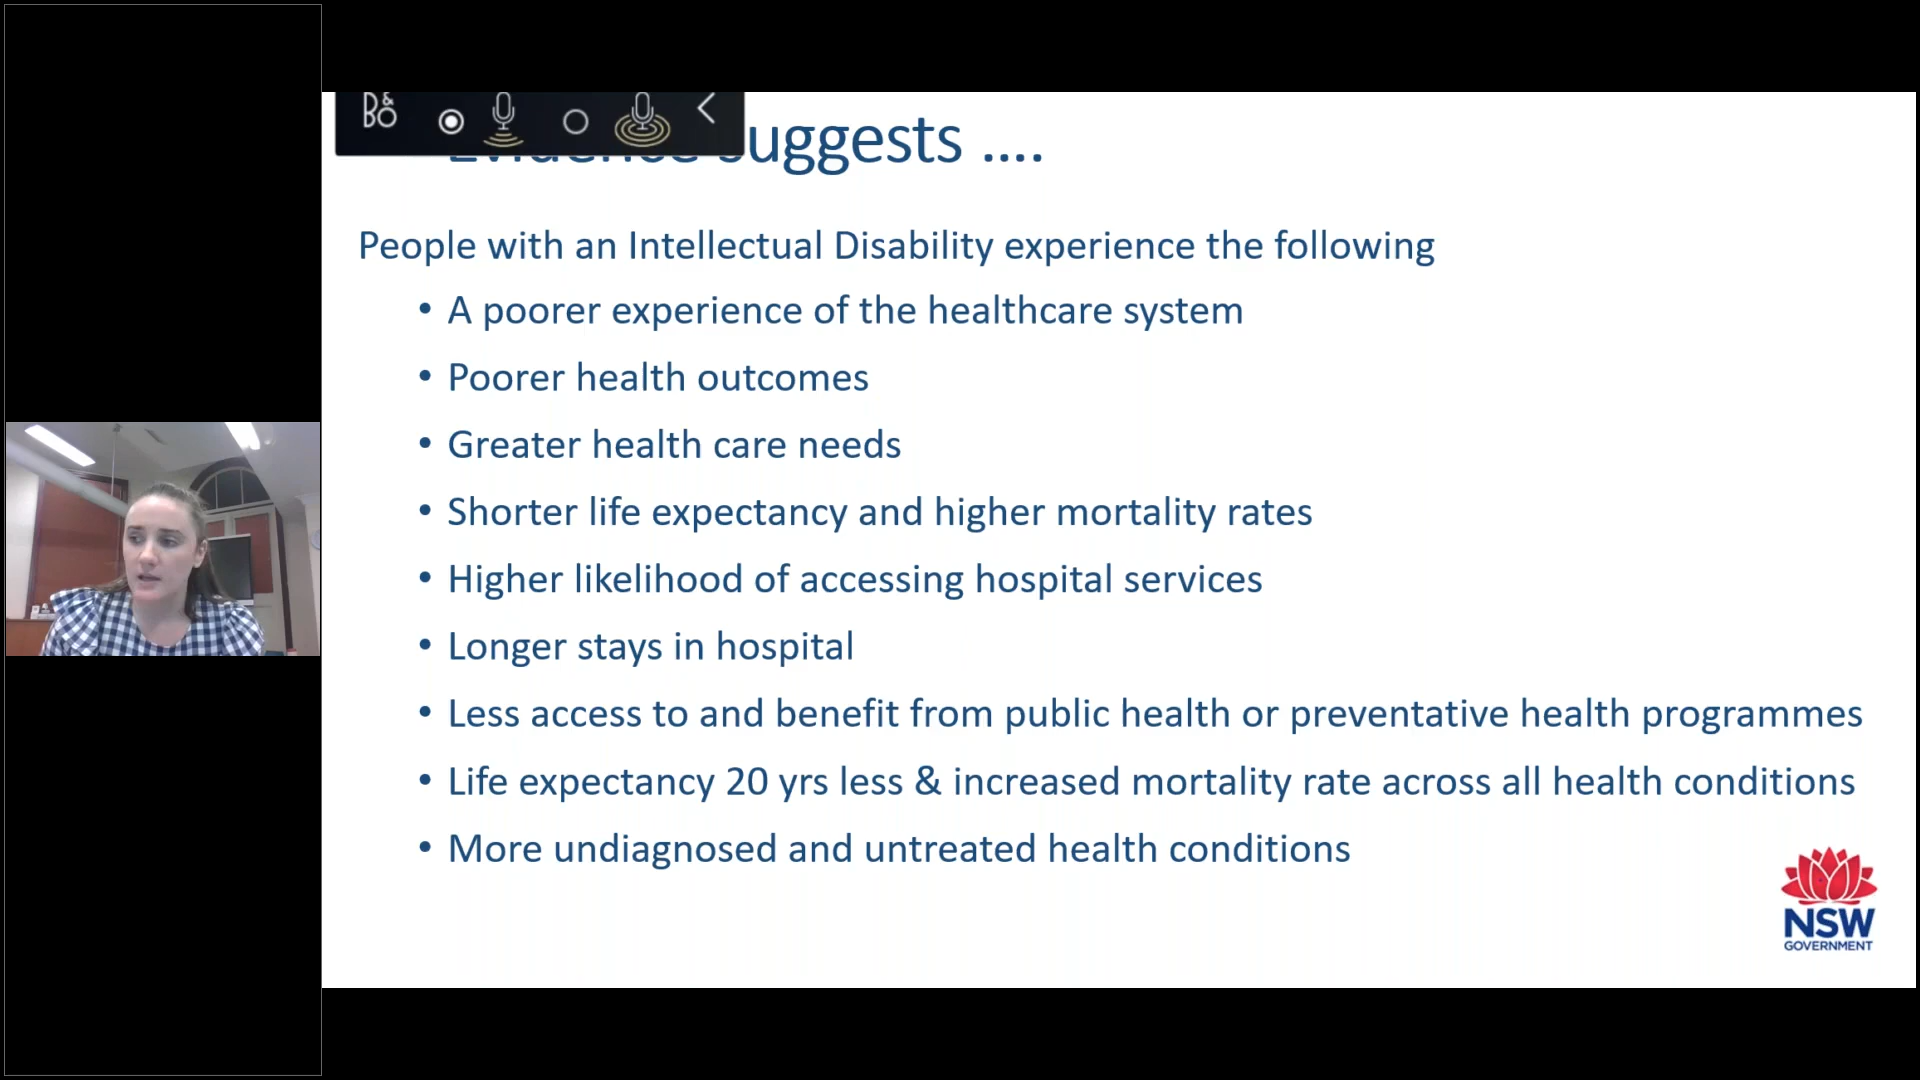 B&O
Evidence suggests ....
People with an Intellectual Disability experience the following
• A poorer experience of the healthcare system
• Poorer health outcomes
• Greater health care needs
• Shorter life expectancy and higher mortality rates
• Higher likelihood of accessing hospital services
• Longer stays in hospital
• Less access to and benefit from public health or preventative health programmes
• Life expectancy 20 yrs less & increased mortality rate across all health conditions
• More undiagnosed and untreated health conditions
NSW
GOVERNMENT